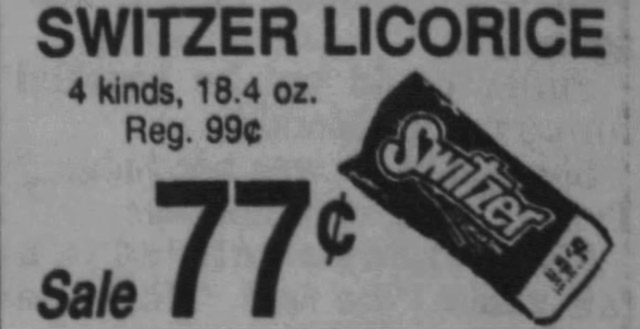 SWITZER LICORICE
4 kinds, 18.4 oz.
Reg. 99¢
Sale 77¢
Switzer